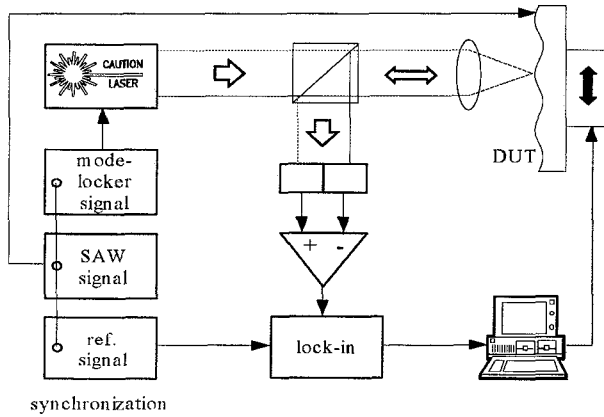 CAUTION
LASER
mode-
locker
signal
DUT
+ -
SAW
signal
ref.
signal
lock-in
synchronization